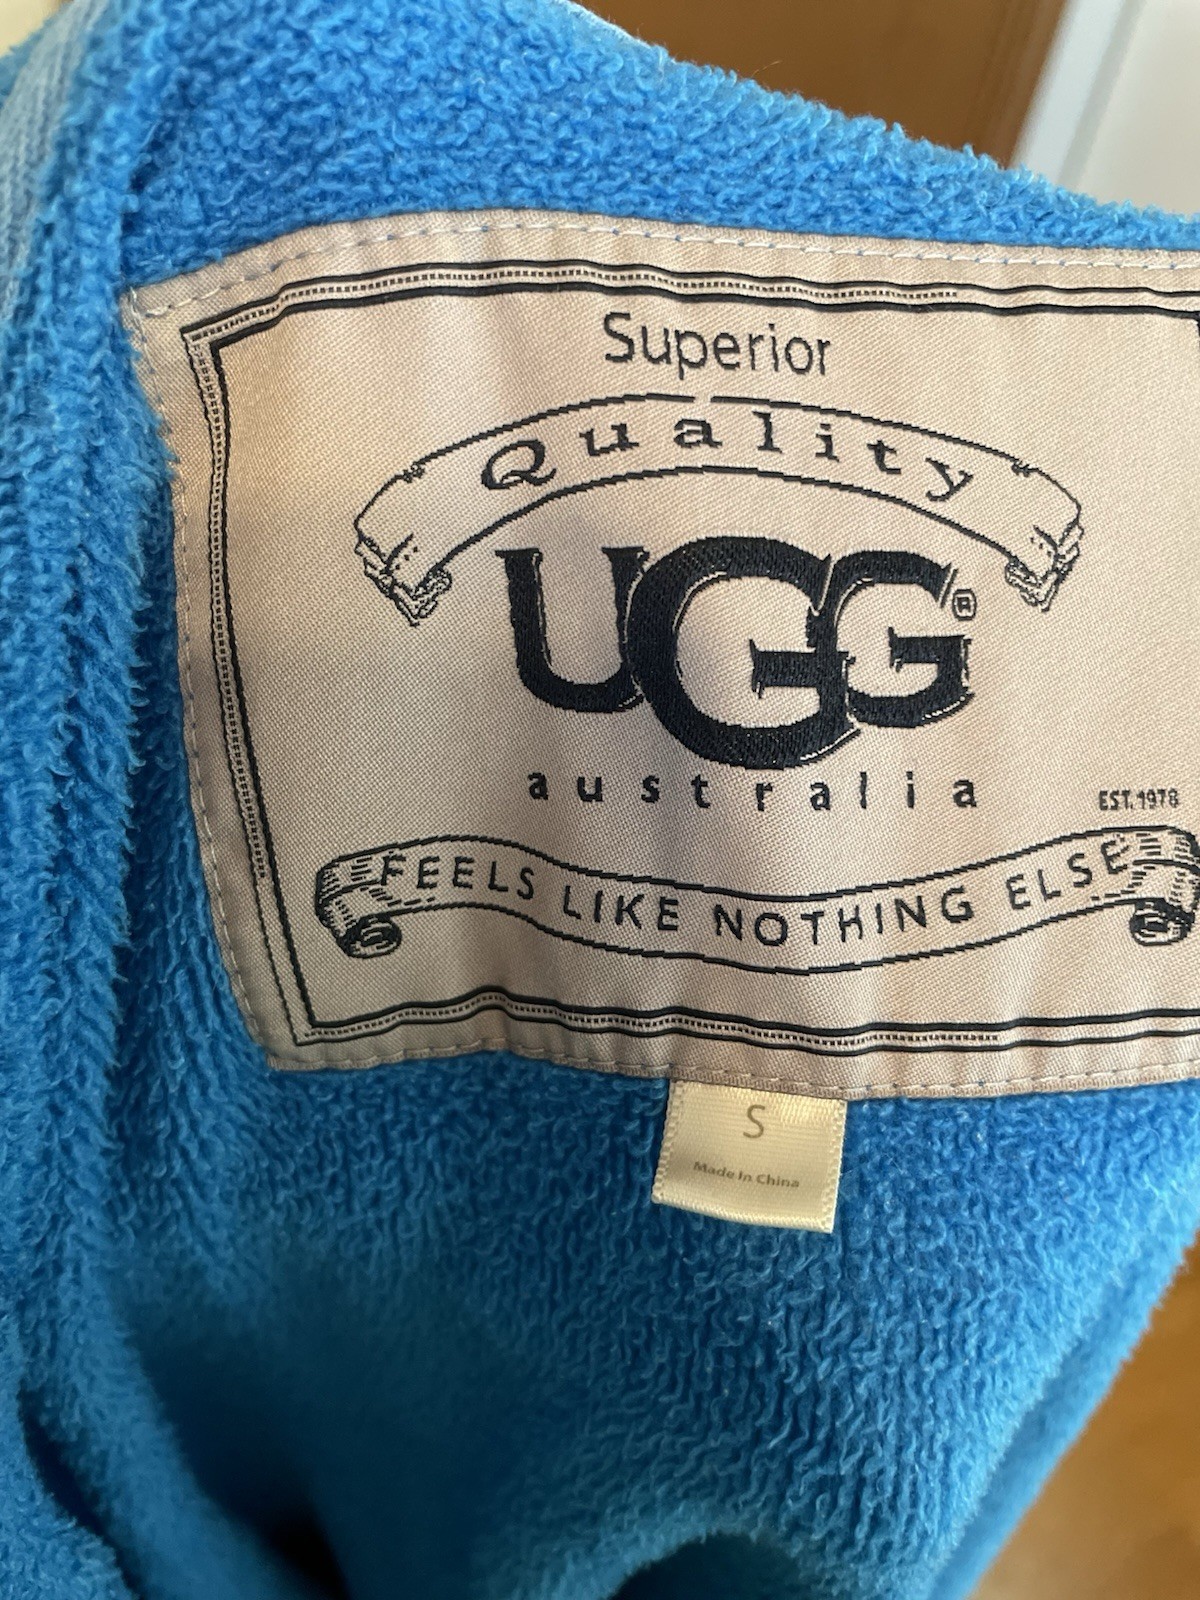 Superior
Quality
UGG®
australia
EST. 1978
FEELS LIKE NOTHING ELSE
S
Made in China